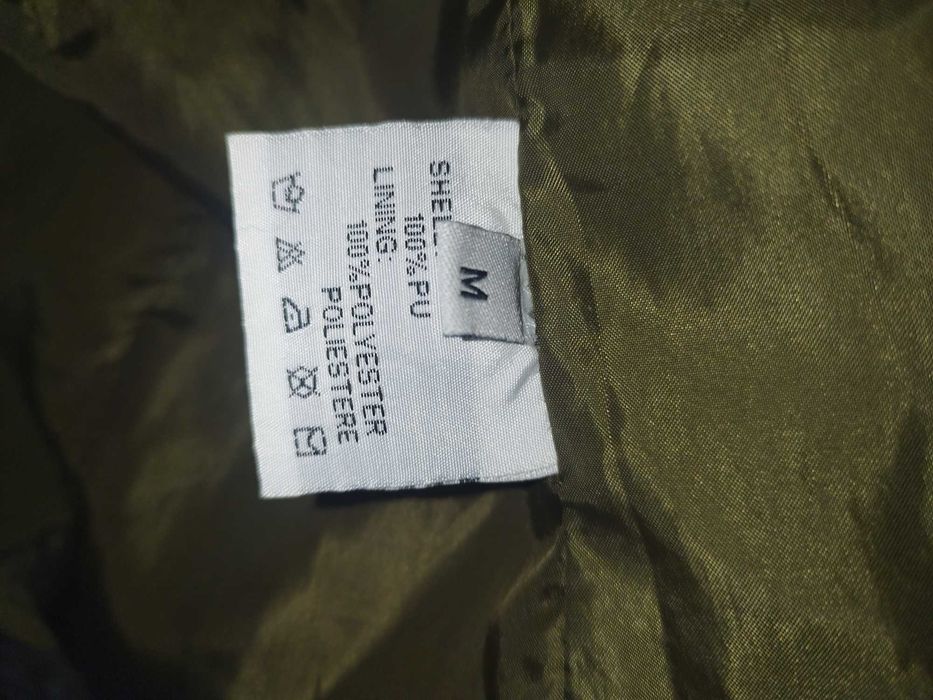 M
SHELL:
100% PU
LINING:
100%POLYESTER
POLIESTERE